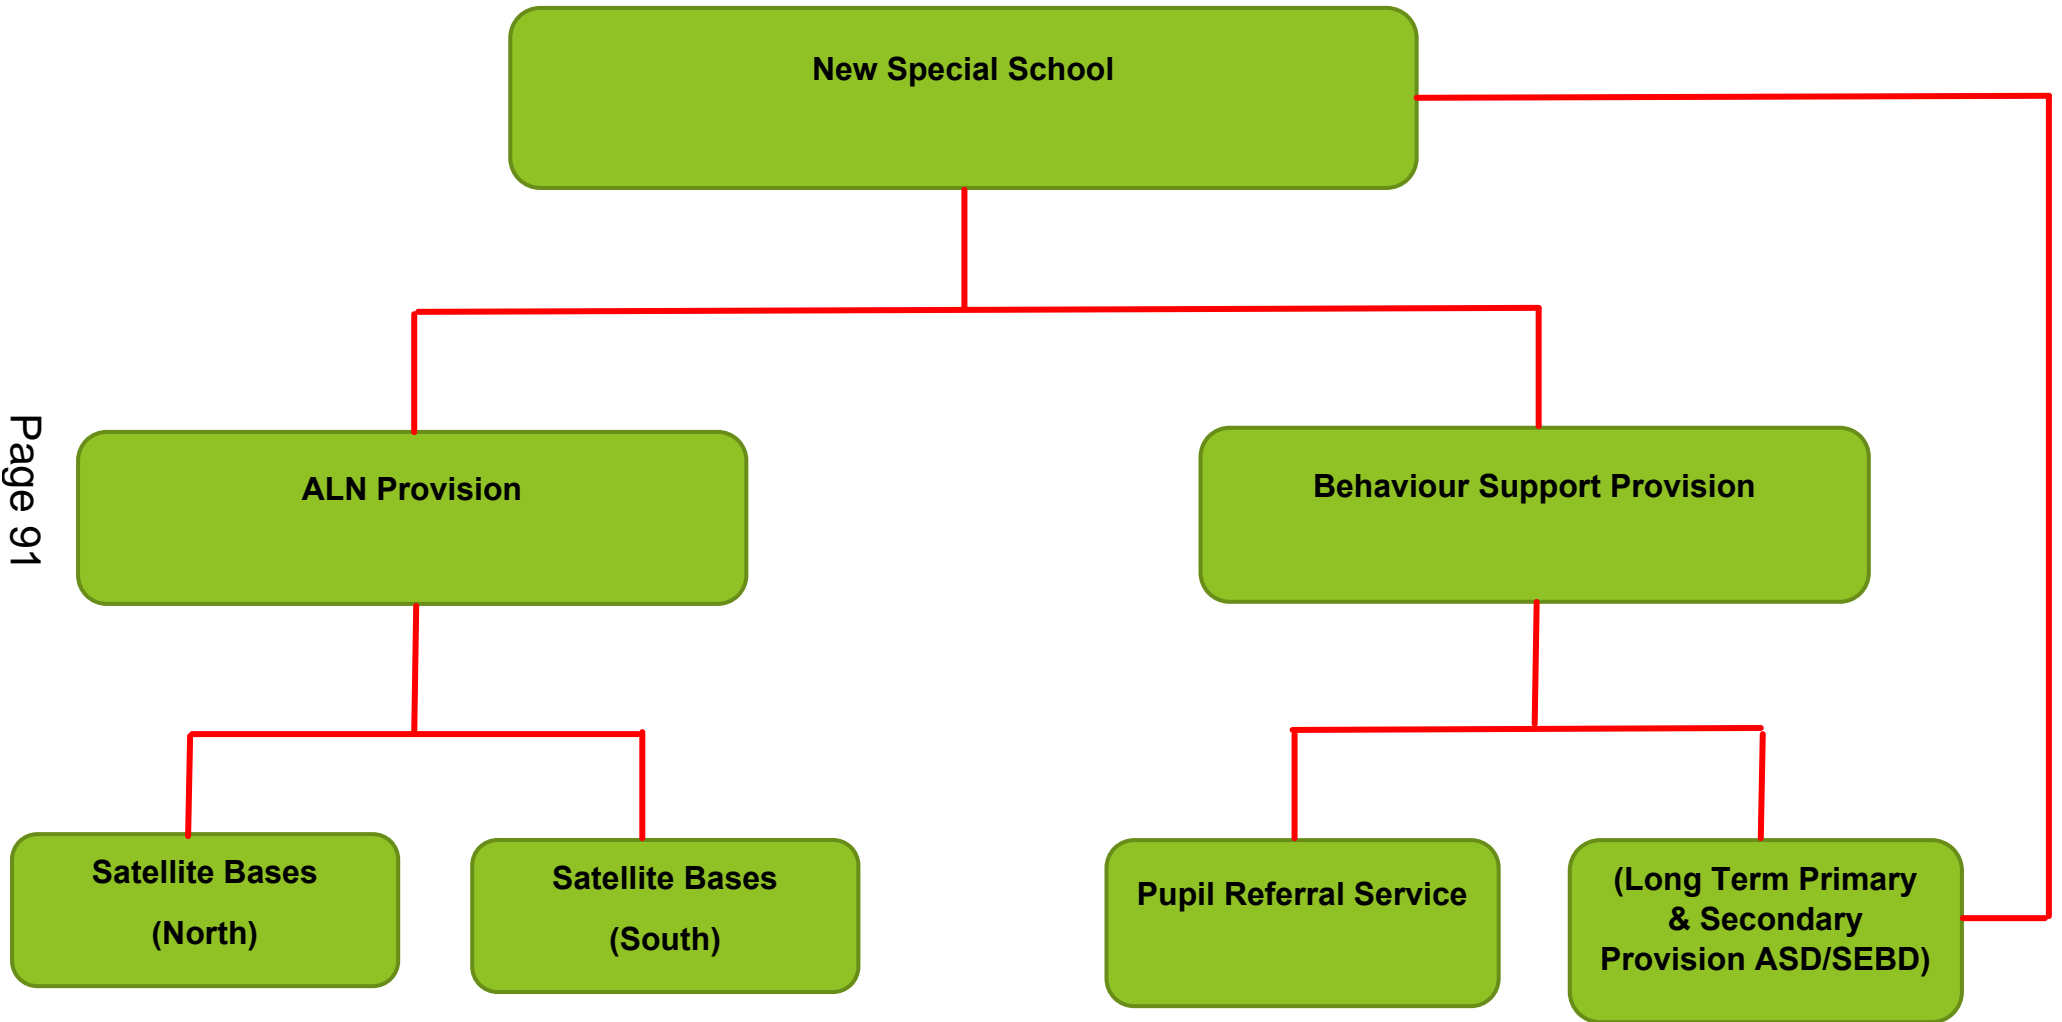 New Special School
ALN Provision
Behaviour Support Provision
Page 91
Satellite Bases
(North)
Satellite Bases
(South)
Pupil Referral Service
(Long Term Primary
& Secondary
Provision ASD/SEBD)